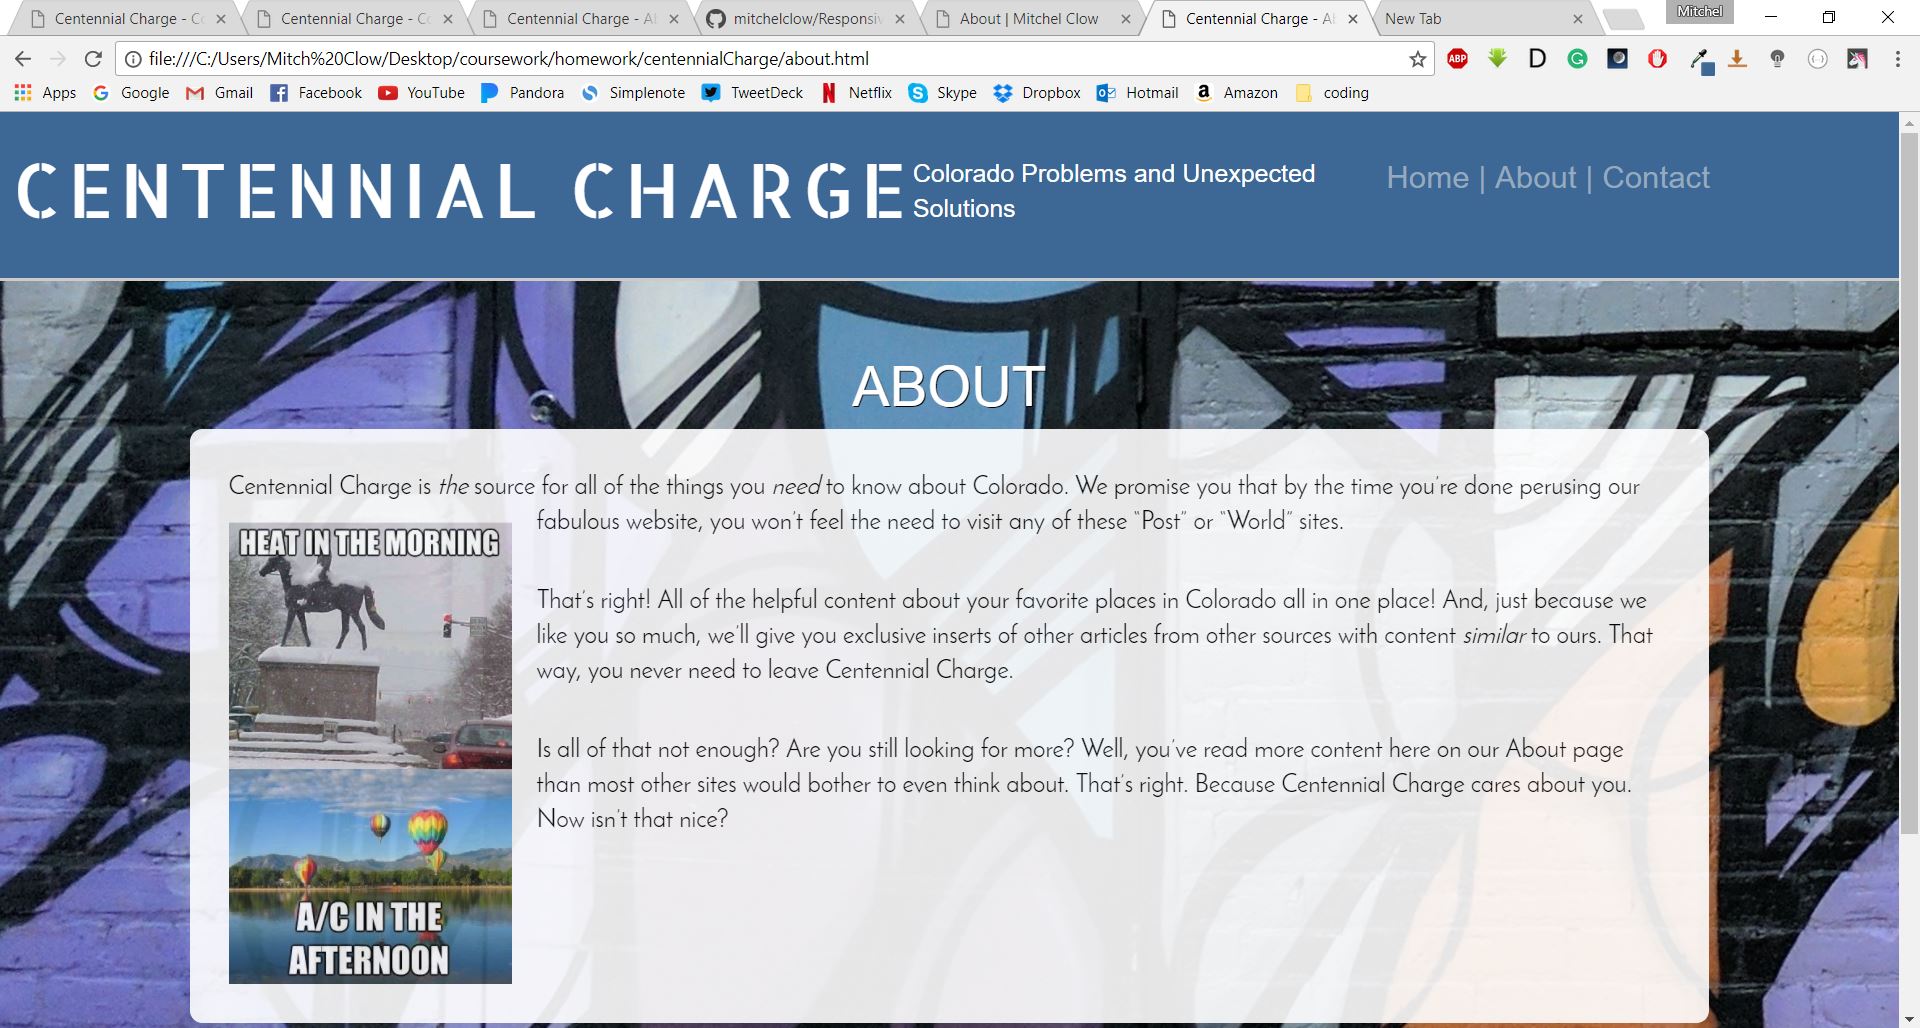 Centennial Charge - C
Centennial Charge - C
Centennial Charge - A
mitchelclow/Responsiv
About | Mitchel Clow
Centennial Charge - A
New Tab
Mitchel
file:///C:/Users/Mitch%20Clow/Desktop/coursework/homework/centennialCharge/about.html
ABP
D
Apps
Google
Gmail
Facebook
YouTube
Pandora
Simplenote
TweetDeck
Netflix
Skype
Dropbox
Hotmail
Amazon
coding
CENTENNIAL CHARGE
Colorado Problems and Unexpected
Solutions
Home | About | Contact
ABOUT
Centennial Charge is the source for all of the things you need to know about Colorado. We promise you that by the time you're done perusing our
fabulous website, you won't feel the need to visit any of these “Post” or “World” sites.
HEAT IN THE MORNING
That's right! All of the helpful content about your favorite places in Colorado all in one place! And, just because we
like you so much, we'll give you exclusive inserts of other articles from other sources with content similar to ours. That
way, you never need to leave Centennial Charge.
Is all of that not enough? Are you still looking for more? Well, you've read more content here on our About page
than most other sites would bother to even think about. That's right. Because Centennial Charge cares about you.
Now isn't that nice?
A/C IN THE
AFTERNOON